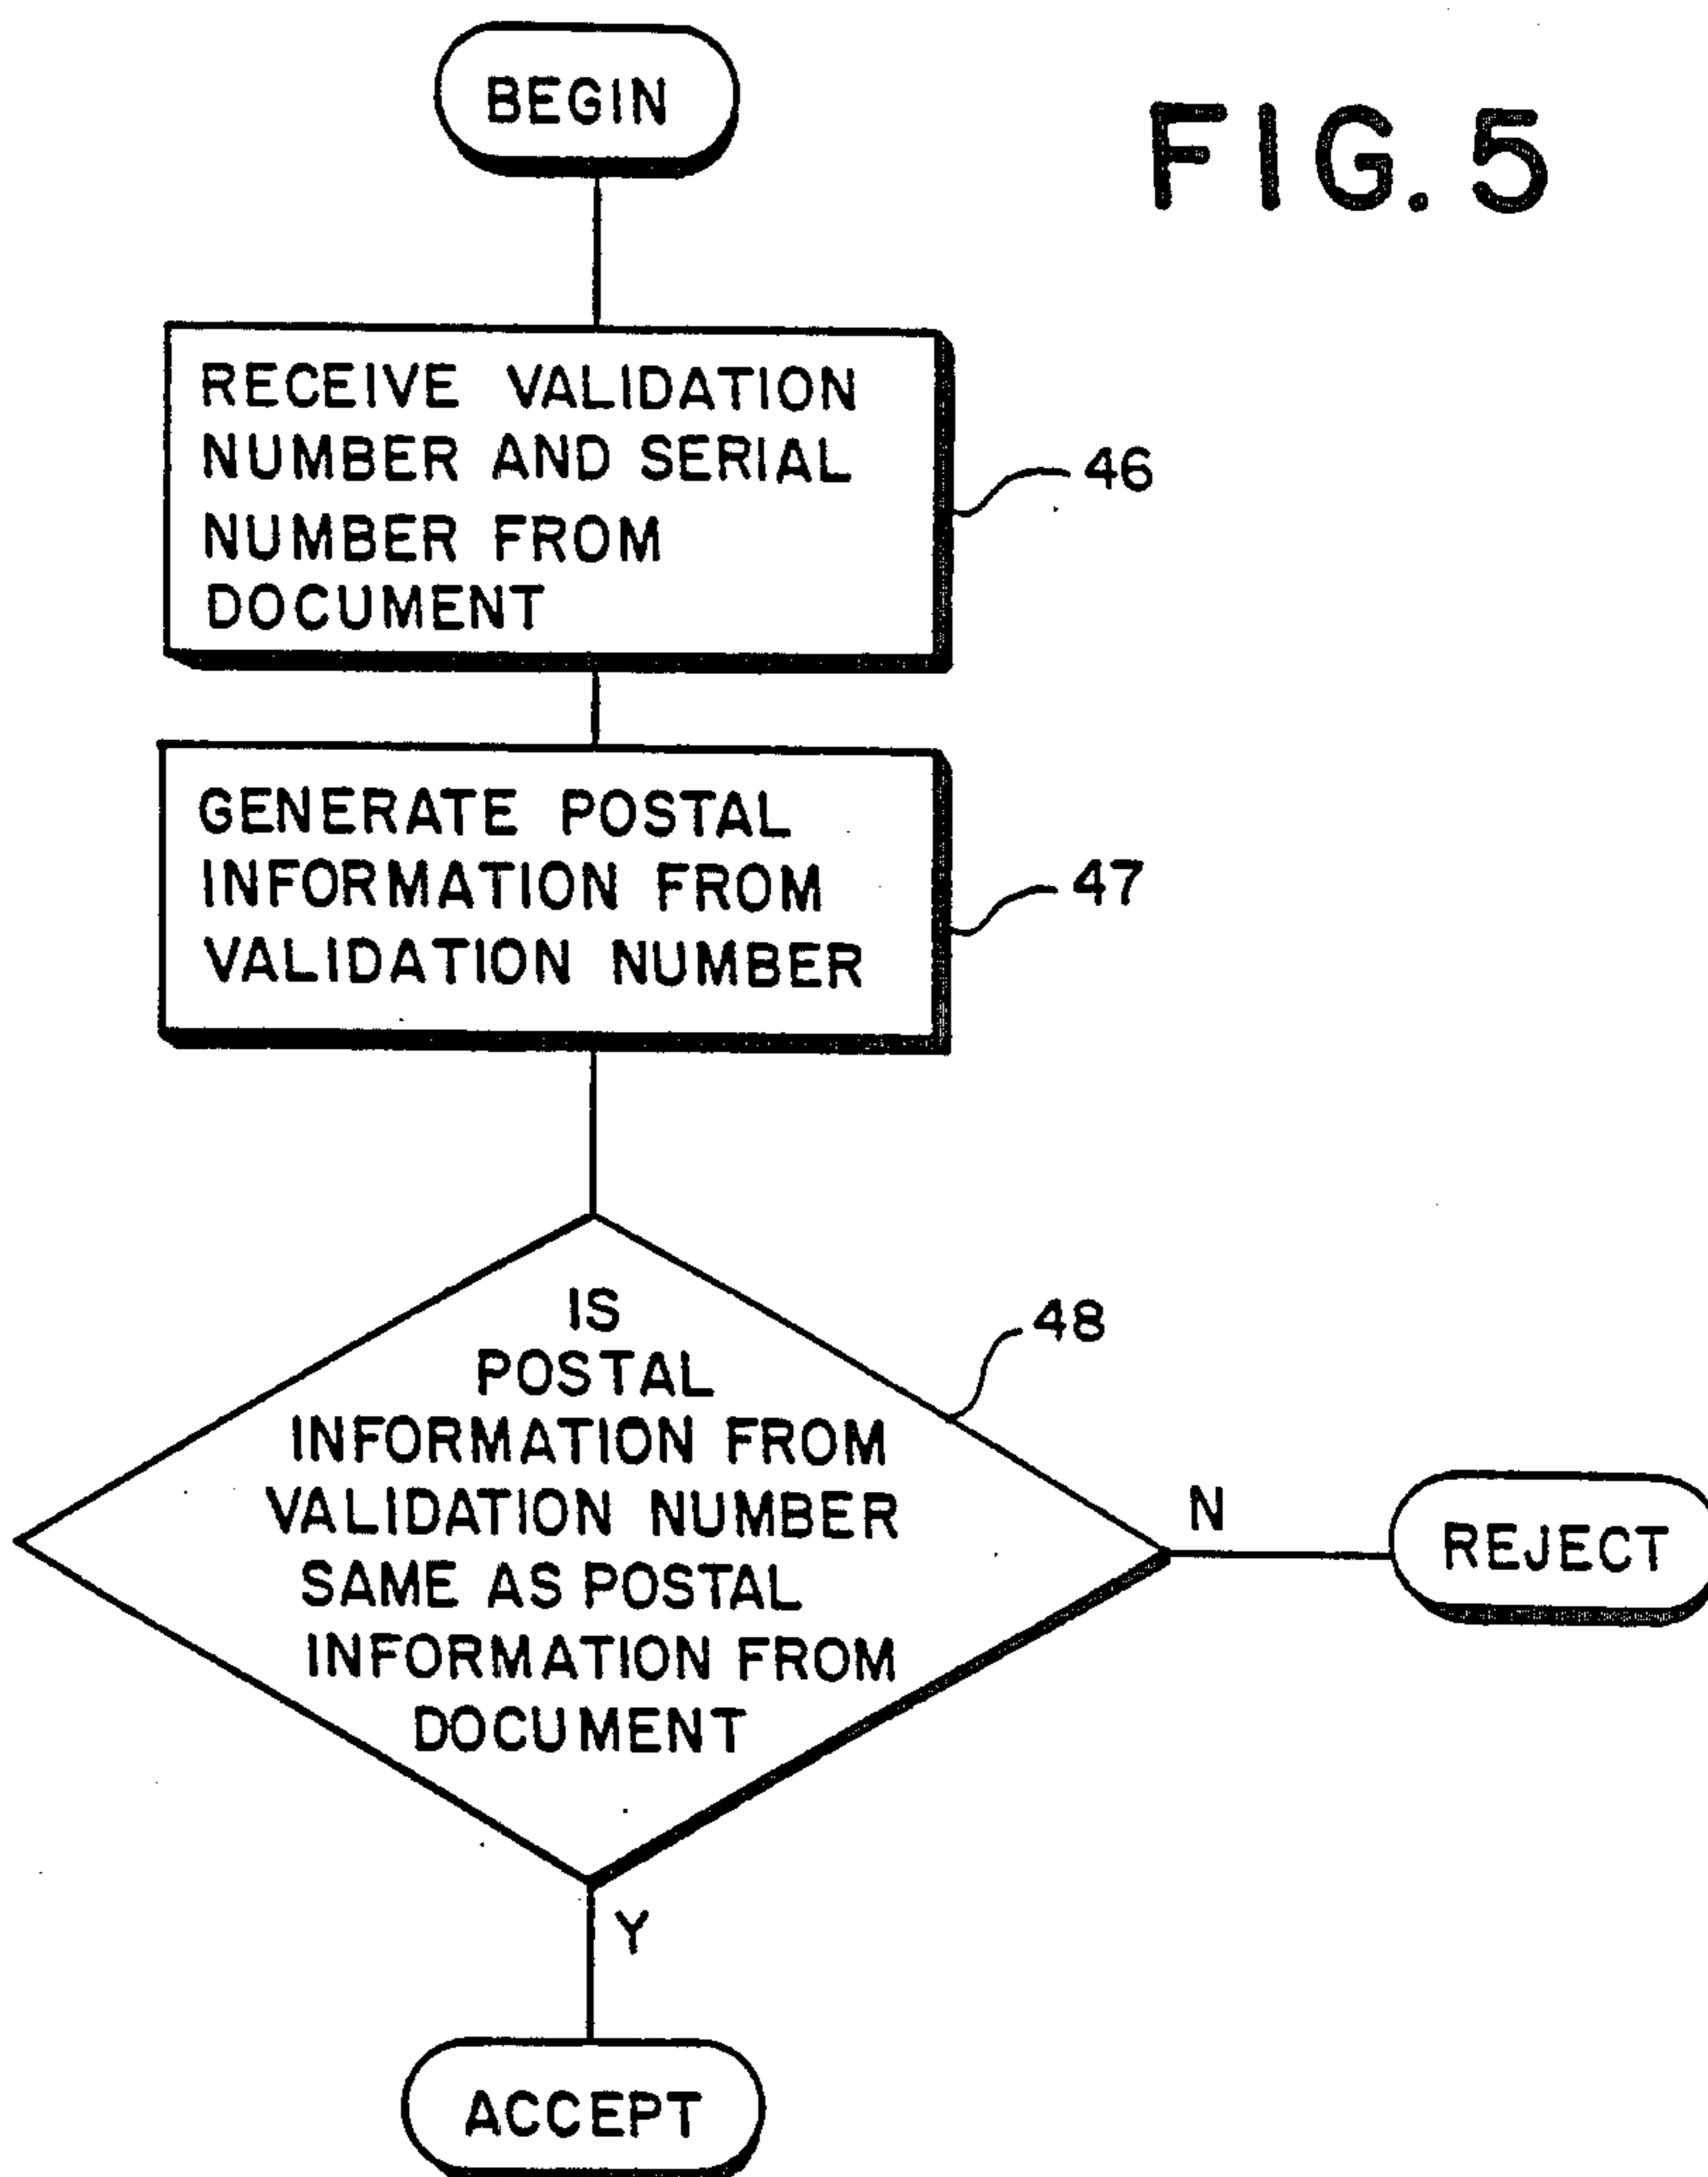 BEGIN
FIG. 5
RECEIVE VALIDATION
NUMBER AND SERIAL
NUMBER FROM
DOCUMENT
46
GENERATE POSTAL
INFORMATION FROM
VALIDATION NUMBER
47
IS
POSTAL
INFORMATION FROM
VALIDATION NUMBER
SAME AS POSTAL
INFORMATION FROM
DOCUMENT
48
N
REJECT
Y
ACCEPT